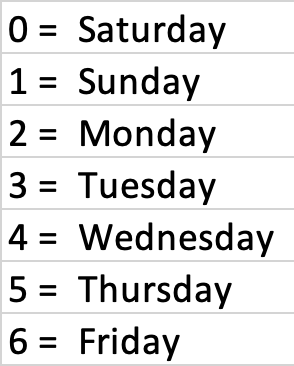 0 = Saturday
1 = Sunday
2 = Monday
3 = Tuesday
4 = Wednesday
5 = Thursday
6 = Friday